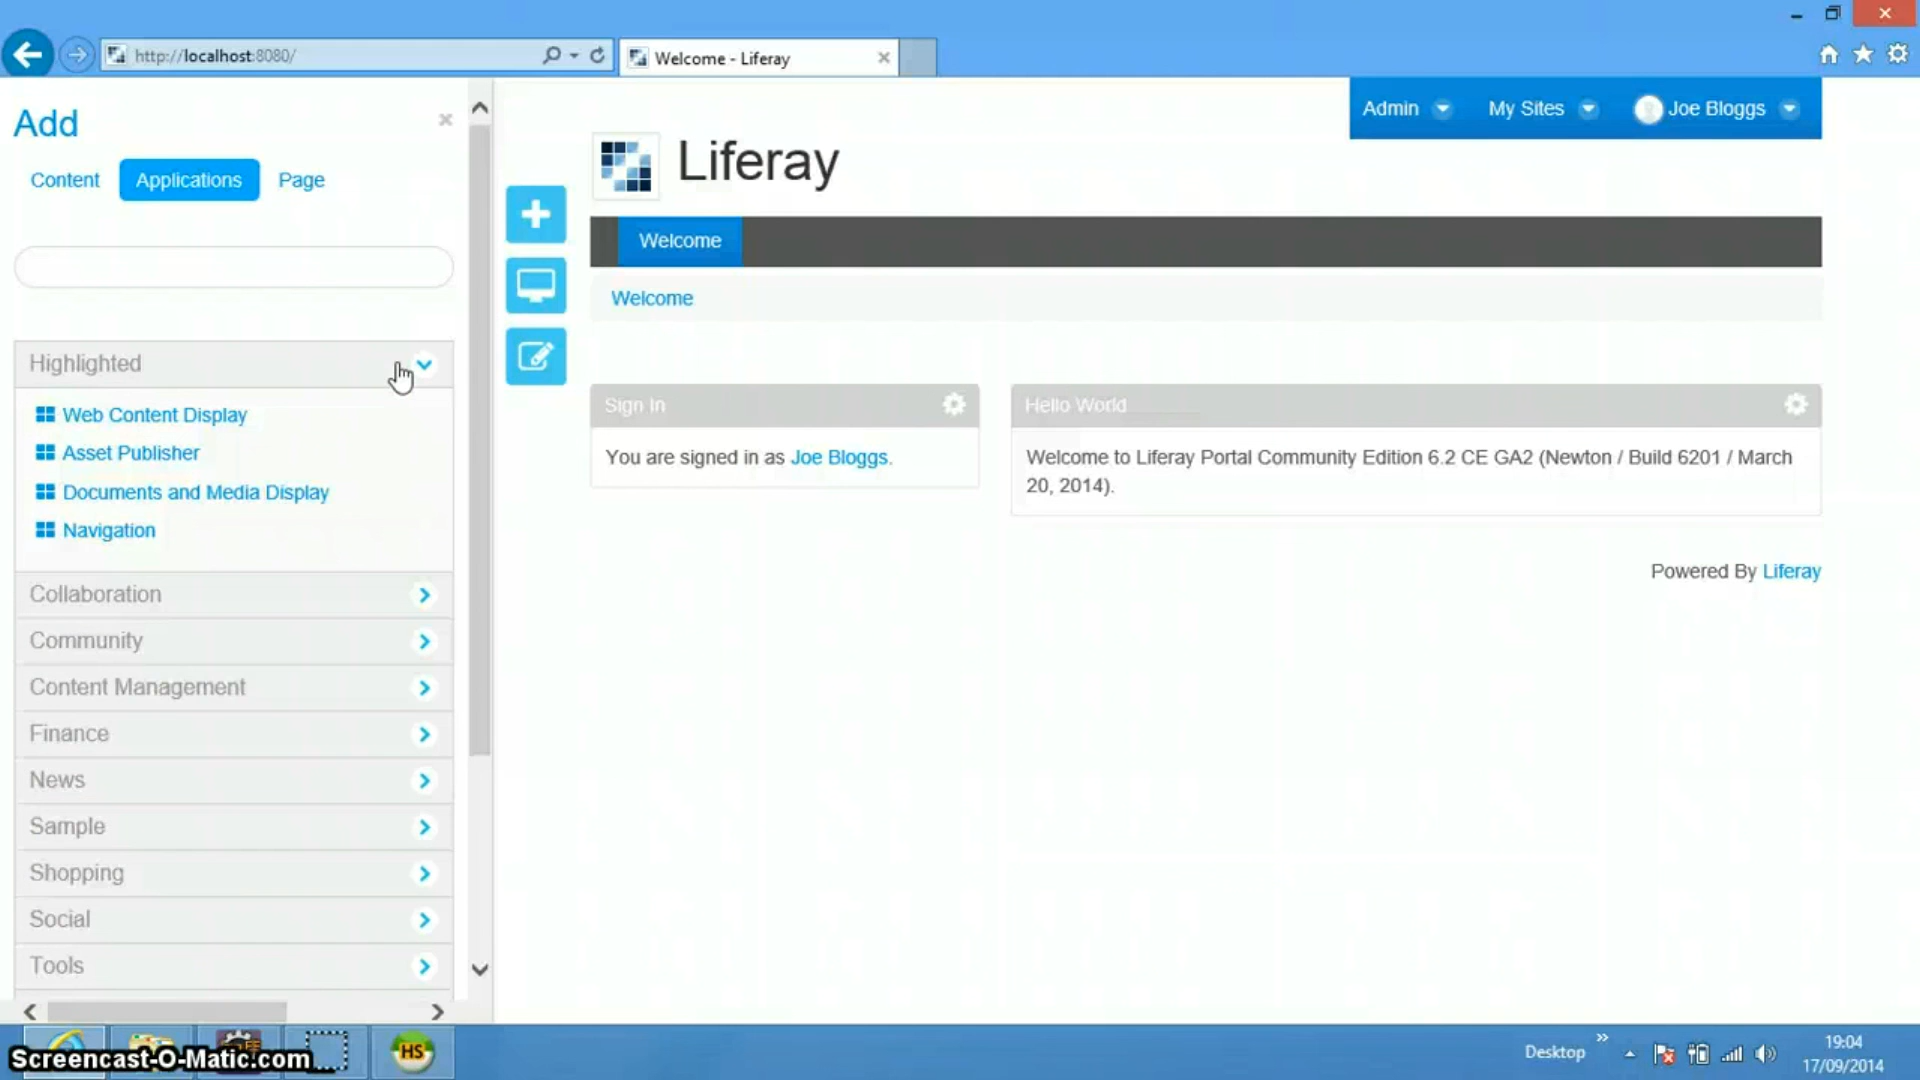 http://localhost:8080/
Welcome - Liferay
Add
Content
Applications
Page
Highlighted
Web Content Display
Asset Publisher
Documents and Media Display
Navigation
Collaboration
Community
Content Management
Finance
News
Sample
Shopping
Social
Tools
Admin
My Sites
Joe Bloggs
Liferay
Welcome
Welcome
Sign In
You are signed in as Joe Bloggs.
Hello World
Welcome to Liferay Portal Community Edition 6.2 CE GA2 (Newton / Build 6201 / March
20, 2014).
Powered By Liferay
Screencast-O-Matic.com
HS
Desktop
19:04
17/09/2014